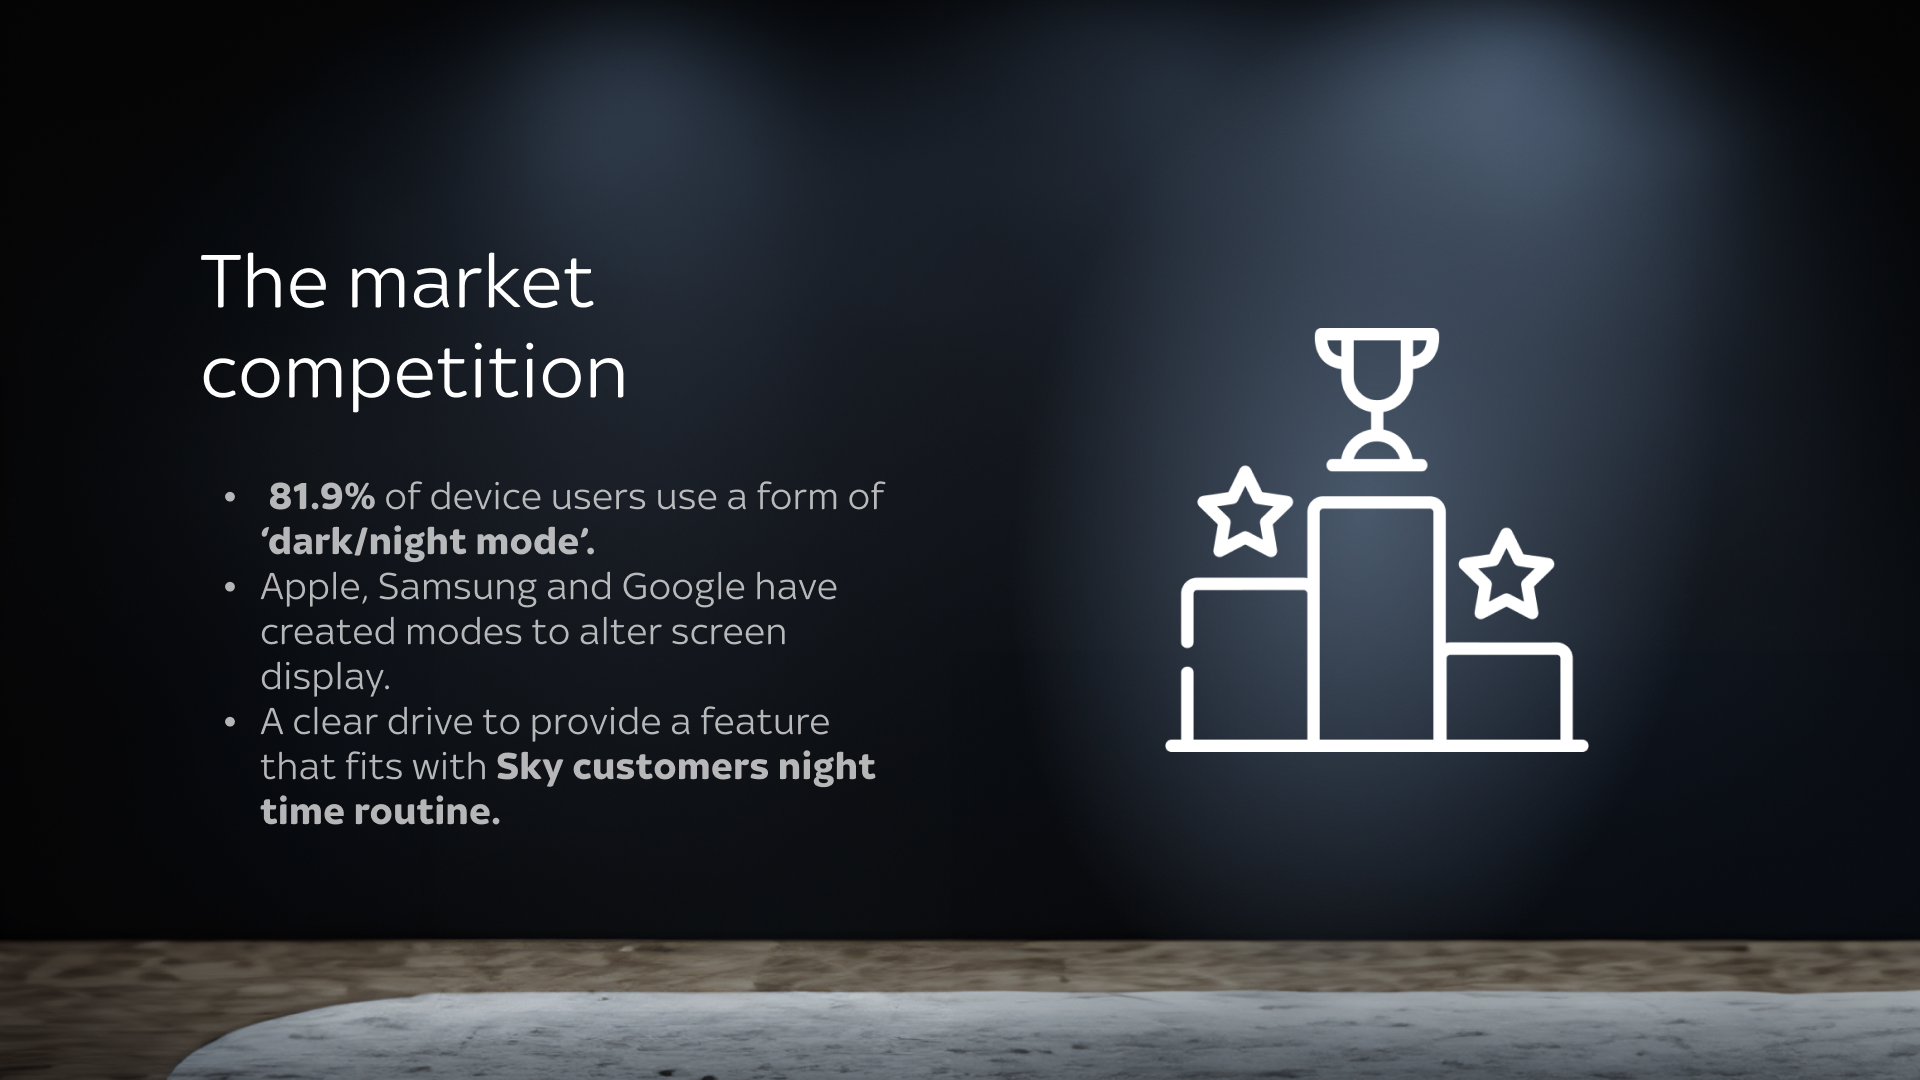 The market
competition
• 81.9% of device users use a form of
‘dark/night mode’.
• Apple, Samsung and Google have
created modes to alter screen
display.
• A clear drive to provide a feature
that fits with Sky customers night
time routine.